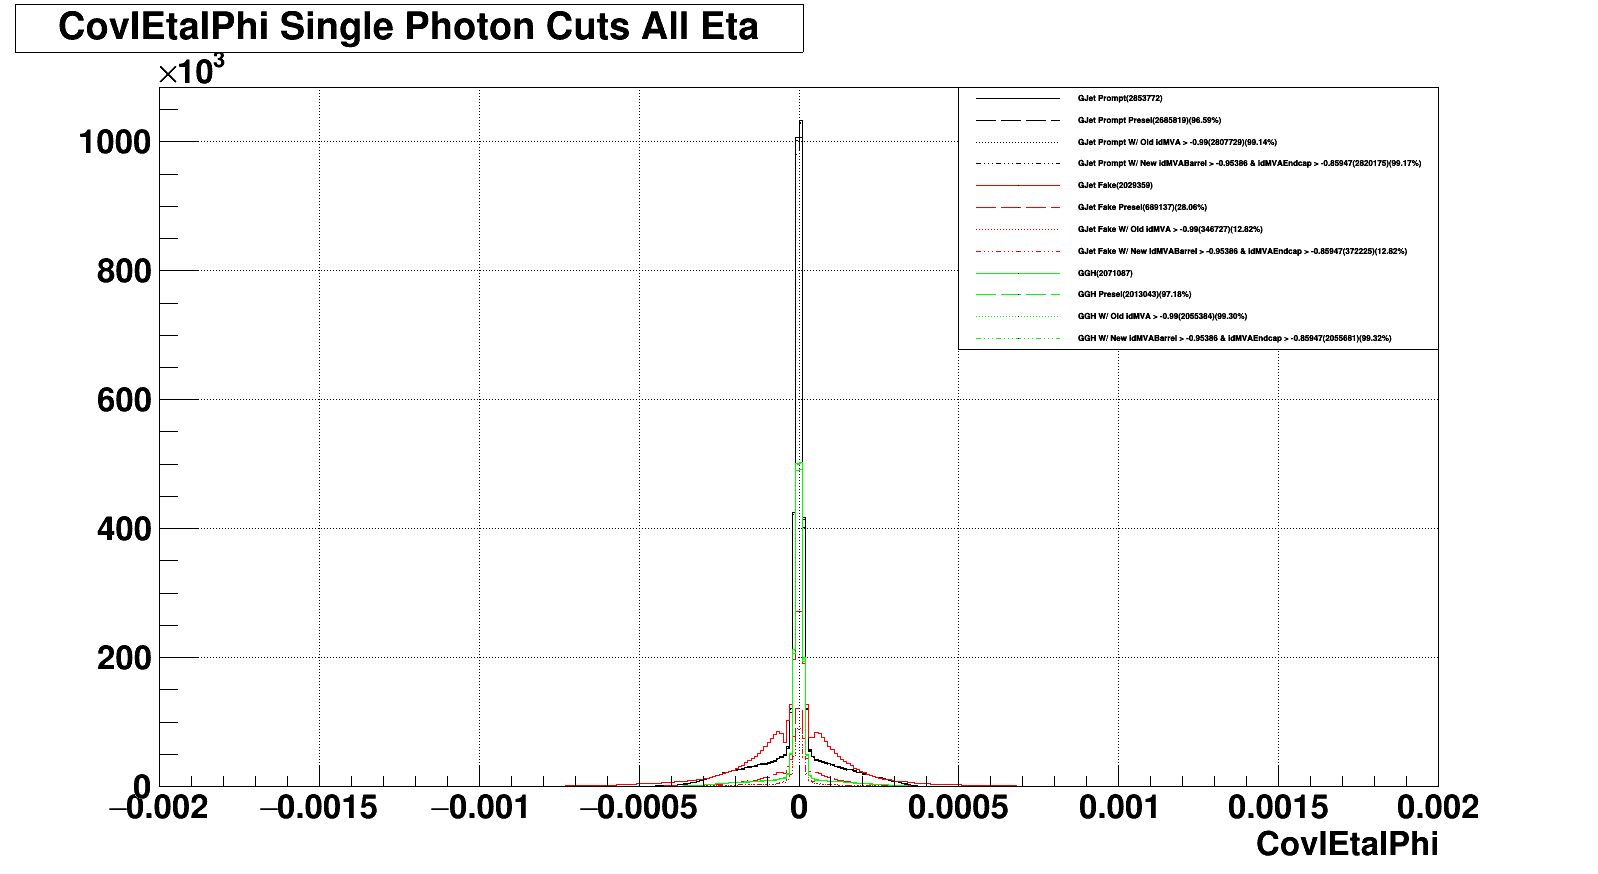 CovIEtaIPhi Single Photon Cuts All Eta
×10³
GJet Prompt(2853772)
GJet Prompt Presel(2685819)(96.59%)
GJet Prompt W/ Old idMVA > -0.99(2807729)(99.14%)
GJet Prompt W/ New idMVABarrel > -0.95386 & idMVAEndcap > -0.85947(2820175)(99.17%)
GJet Fake(2029359)
GJet Fake Presel(689137)(28.06%)
GJet Fake W/ Old idMVA > -0.99(346727)(12.82%)
GJet Fake W/ New idMVABarrel > -0.95386 & idMVAEndcap > -0.85947(372225)(12.82%)
GGH(2071087)
GGH Presel(2013043)(97.18%)
GGH W/ Old idMVA > -0.99(2055384)(99.30%)
GGH W/ New idMVABarrel > -0.95386 & idMVAEndcap > -0.85947(2055681)(99.32%)
1000
800
600
400
200
0
−0.002 −0.0015 −0.001 −0.0005 0 0.0005 0.001 0.0015 0.002
CovIEtaIPhi